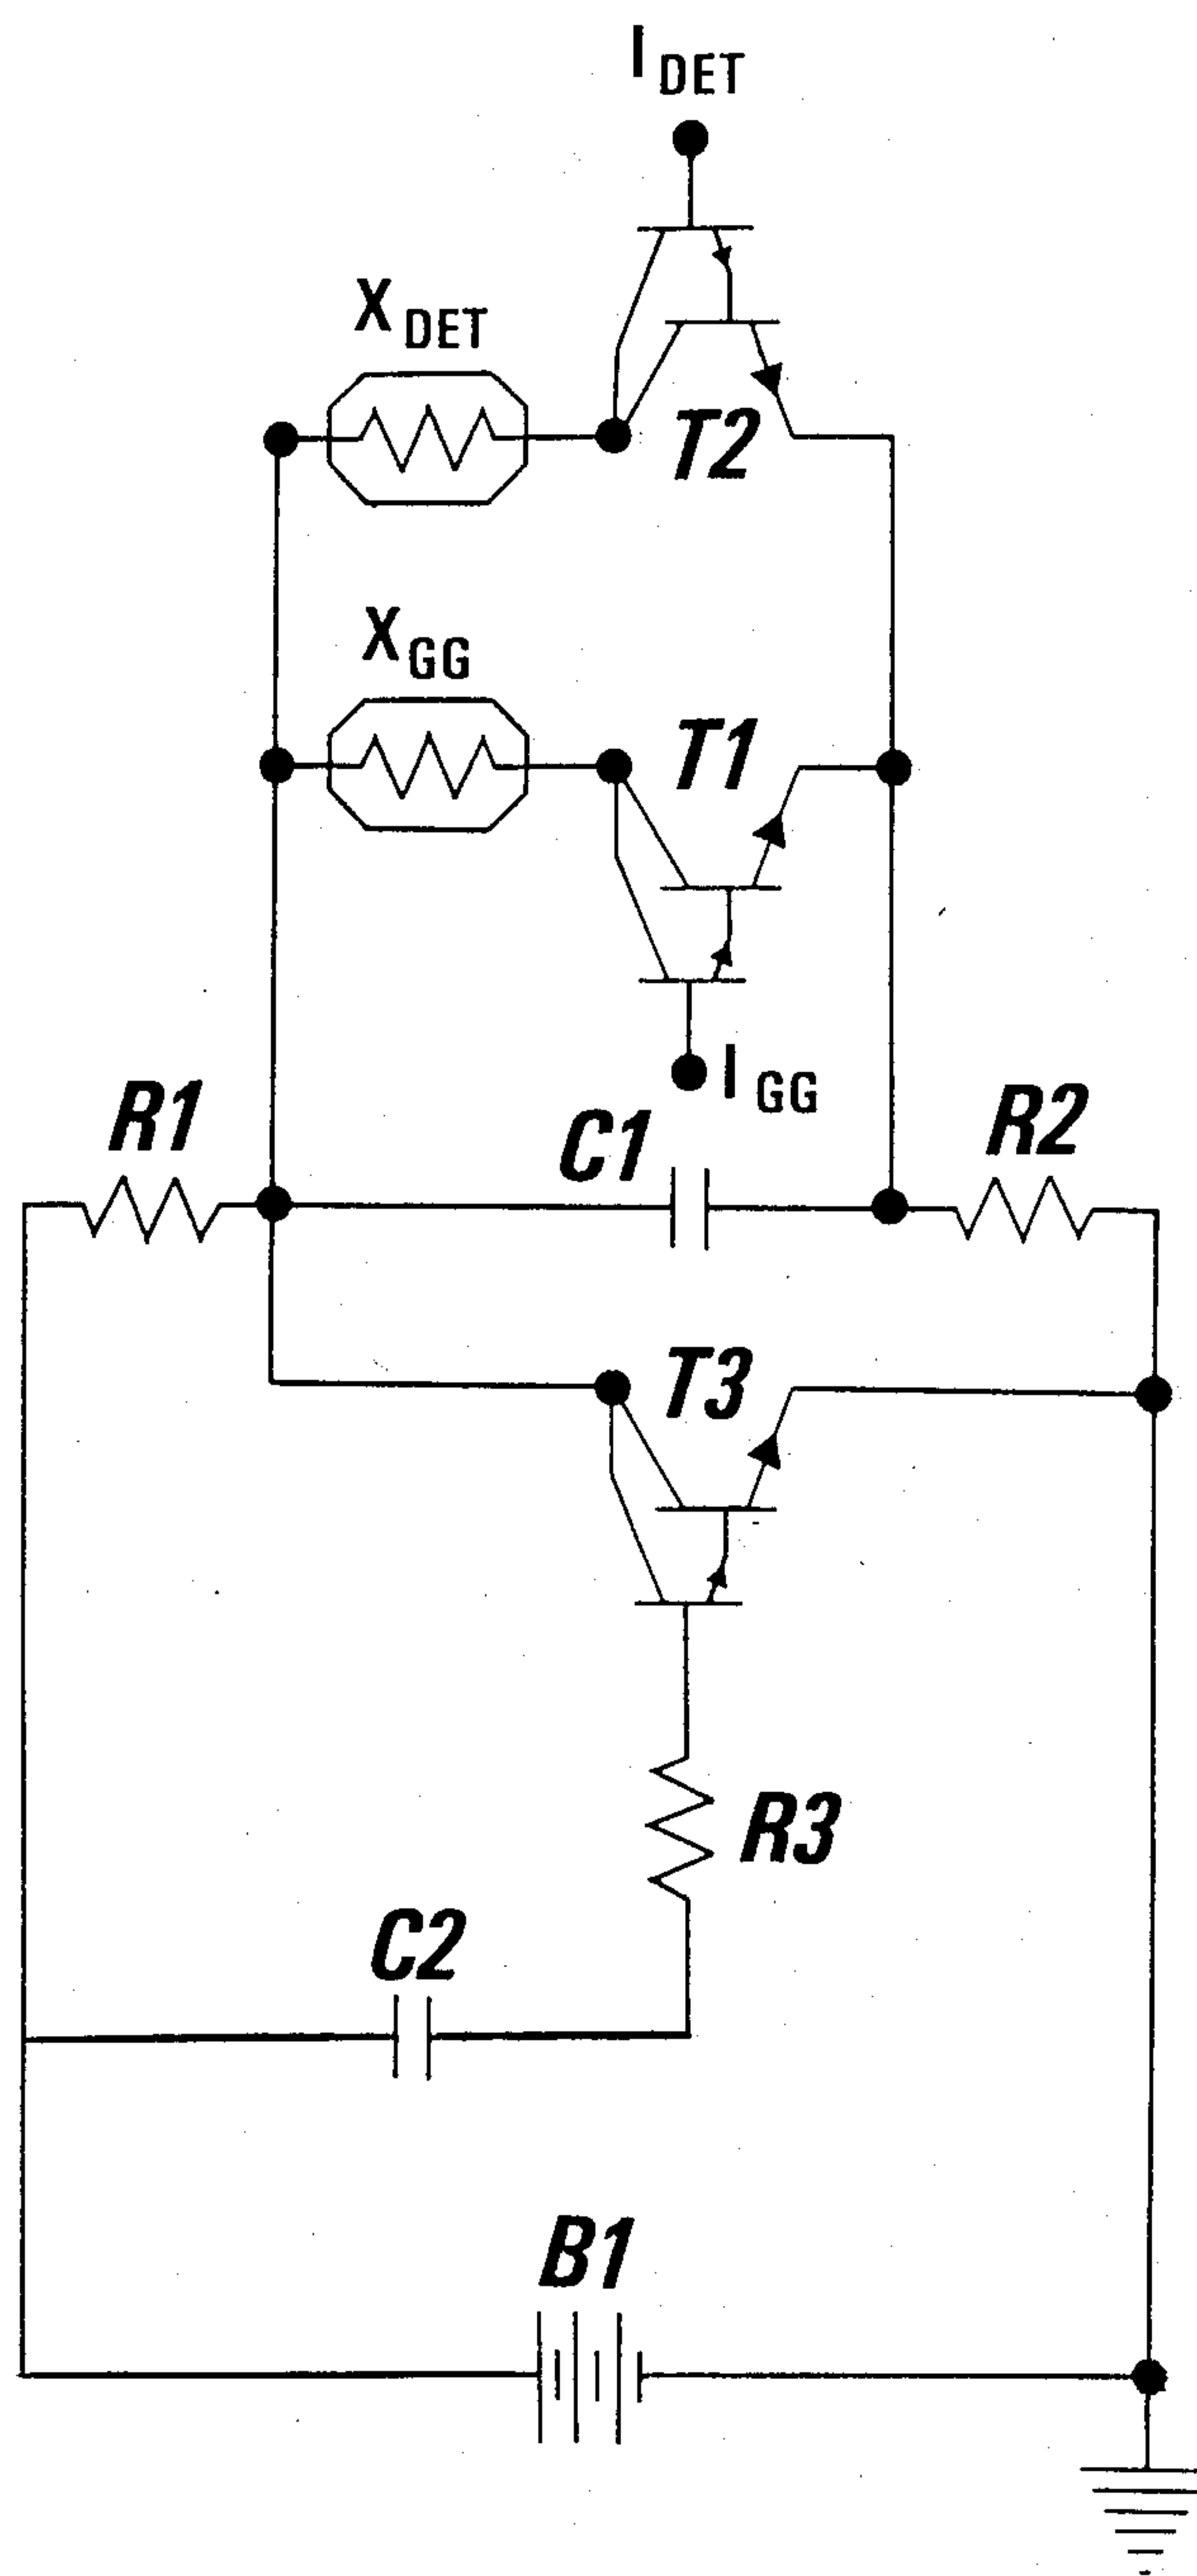 I DET
X DET
T2
X GG
T1
I GG
R1
C1
R2
T3
R3
C2
B1